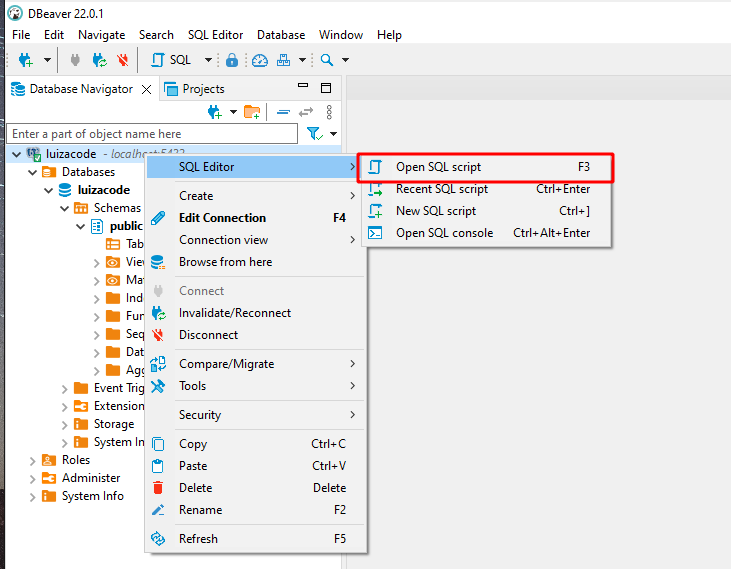 DBeaver 22.0.1
File Edit Navigate Search SQL Editor Database Window Help
SQL
Database Navigator Projects
Enter a part of object name here
luizacode - localhost:5432
Databases
luizacode
Schemas
public
Tab
View
Mat
Ind
Fun
Seq
Dat
Agg
Event Trig
Extension
Storage
System In
Roles
Administer
System Info
SQL Editor
Create
Edit Connection F4
Connection view
Browse from here
Connect
Invalidate/Reconnect
Disconnect
Compare/Migrate
Tools
Security
Copy Ctrl+C
Paste Ctrl+V
Delete Delete
Rename F2
Refresh F5
Open SQL script F3
Recent SQL script Ctrl+Enter
New SQL script Ctrl+]
Open SQL console Ctrl+Alt+Enter